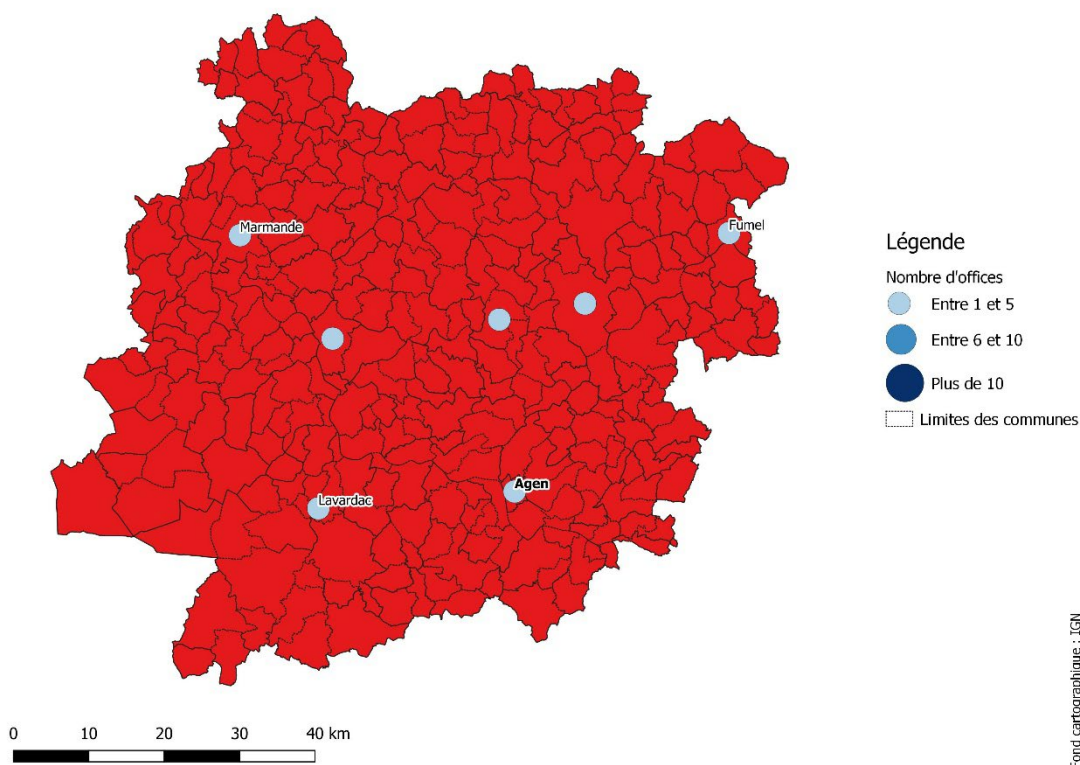 Marmande
Fumel
Lavardac
Agen
Légende
Nombre d'offices
Entre 1 et 5
Entre 6 et 10
Plus de 10
Limites des communes
0 10 20 30 40 km
Fond cartographique : IGN